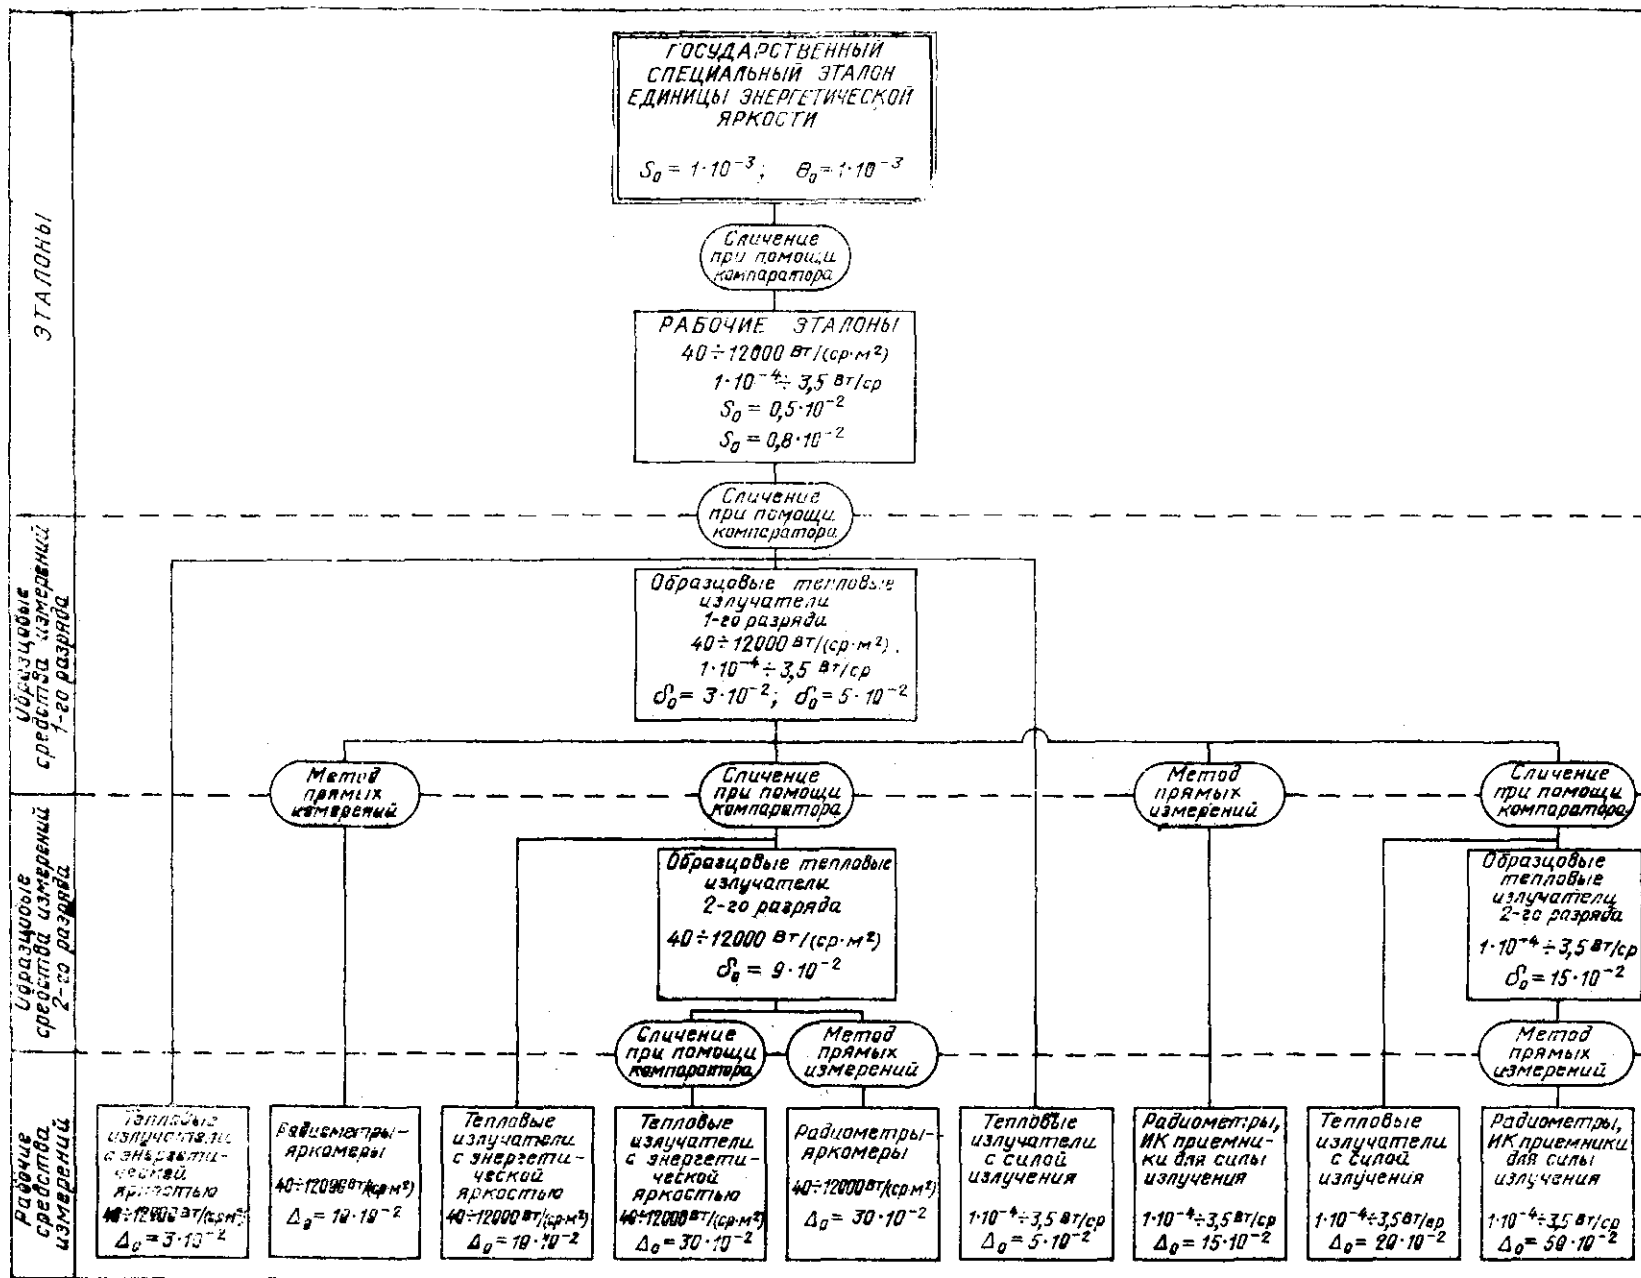 ГОСУДАРСТВЕННЫЙ
СПЕЦИАЛЬНЫЙ ЭТАЛОН
ЕДИНИЦЫ ЭНЕРГЕТИЧЕСКОЙ
ЯРКОСТИ
S₀ = 1·10⁻³; Θ₀ = 1·10⁻³
Сличение
при помощи
компаратора
РАБОЧИЕ ЭТАЛОНЫ
40÷12000 Вт/(ср·м²)
1·10⁻⁴÷3,5 Вт/ср
S₀ = 0,5·10⁻²
S₀ = 0,8·10⁻²
ЭТАЛОНЫ
Сличение
при помощи
компаратора
Образцовые тепловые
излучатели
1-го разряда
40÷12000 Вт/(ср·м²)
1·10⁻⁴÷3,5 Вт/ср
δ₀ = 3·10⁻²; δ₀ = 5·10⁻²
Образцовые
средства измерений
1-го разряда
Метод
прямых
измерений
Сличение
при помощи
компаратора
Метод
прямых
измерений
Сличение
при помощи
компаратора
Образцовые тепловые
излучатели
2-го разряда
40÷12000 Вт/(ср·м²)
δ₀ = 9·10⁻²
Образцовые
тепловые
излучатели
2-го разряда
1·10⁻⁴÷3,5 Вт/ср
δ₀ = 15·10⁻²
Образцовые
средства измерений
2-го разряда
Сличение
при помощи
компаратора
Метод
прямых
измерений
Метод
прямых
измерений
Рабочие
средства
измерений
Тепловые
излучатели
с энергети-
ческой
яркостью
40÷12000 Вт/(ср·м²)
Δ₀ = 3·10⁻²
Радиометры-
яркомеры
40÷12000 Вт/(ср·м²)
Δ₀ = 10·10⁻²
Тепловые
излучатели
с энергети-
ческой
яркостью
40÷12000 Вт/(ср·м²)
Δ₀ = 10·10⁻²
Тепловые
излучатели
с энергети-
ческой
яркостью
40÷12000 Вт/(ср·м²)
Δ₀ = 30·10⁻²
Радиометры-
яркомеры
40÷12000 Вт/(ср·м²)
Δ₀ = 30·10⁻²
Тепловые
излучатели
с силой
излучения
1·10⁻⁴÷3,5 Вт/ср
Δ₀ = 5·10⁻²
Радиометры,
ИК приемни-
ки для силы
излучения
1·10⁻⁴÷3,5 Вт/ср
Δ₀ = 15·10⁻²
Тепловые
излучатели
с силой
излучения
1·10⁻⁴÷3,5 Вт/ср
Δ₀ = 20·10⁻²
Радиометры,
ИК приемники
для силы
излучения
1·10⁻⁴÷3,5 Вт/ср
Δ₀ = 50·10⁻²